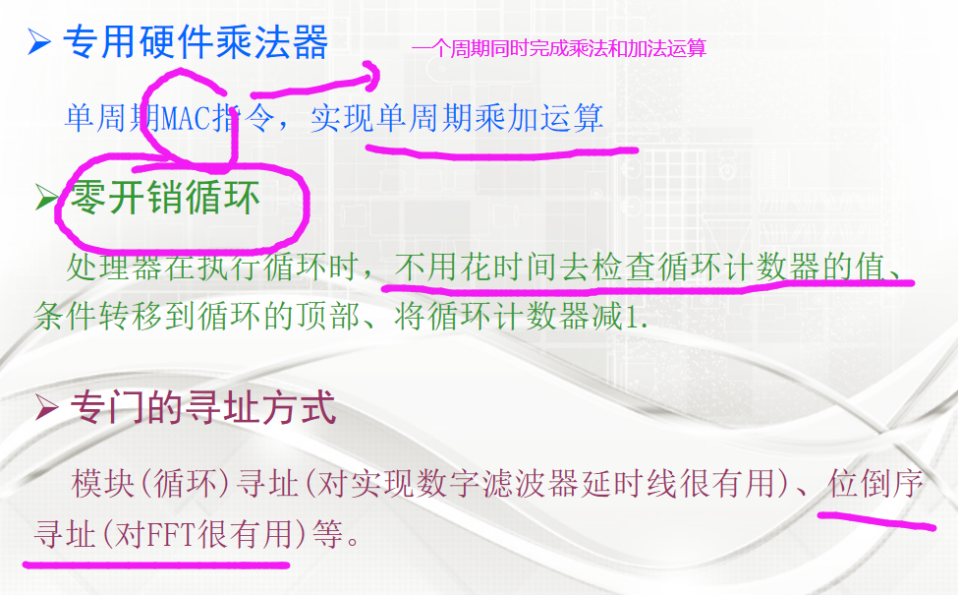 ➢ 专用硬件乘法器
一个周期同时完成乘法和加法运算
单周期MAC指令，实现单周期乘加运算
➢ 零开销循环
处理器在执行循环时，不用花时间去检查循环计数器的值、
条件转移到循环的顶部、将循环计数器减1.
➢ 专门的寻址方式
模块(循环)寻址(对实现数字滤波器延时线很有用)、位倒序
寻址(对FFT很有用)等。